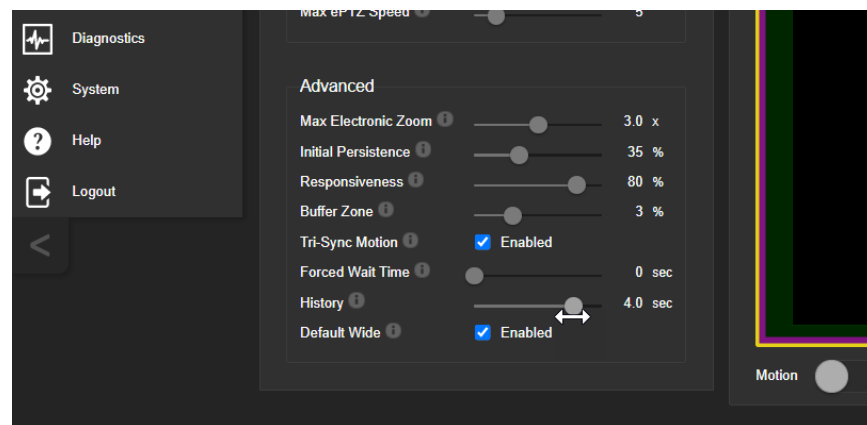 Diagnostics
System
Help
Logout
<
Max ePTZ Speed 5
Advanced
Max Electronic Zoom 3.0 x
Initial Persistence 35 %
Responsiveness 80 %
Buffer Zone 3 %
Tri-Sync Motion Enabled
Forced Wait Time 0 sec
History 4.0 sec
Default Wide Enabled
Motion